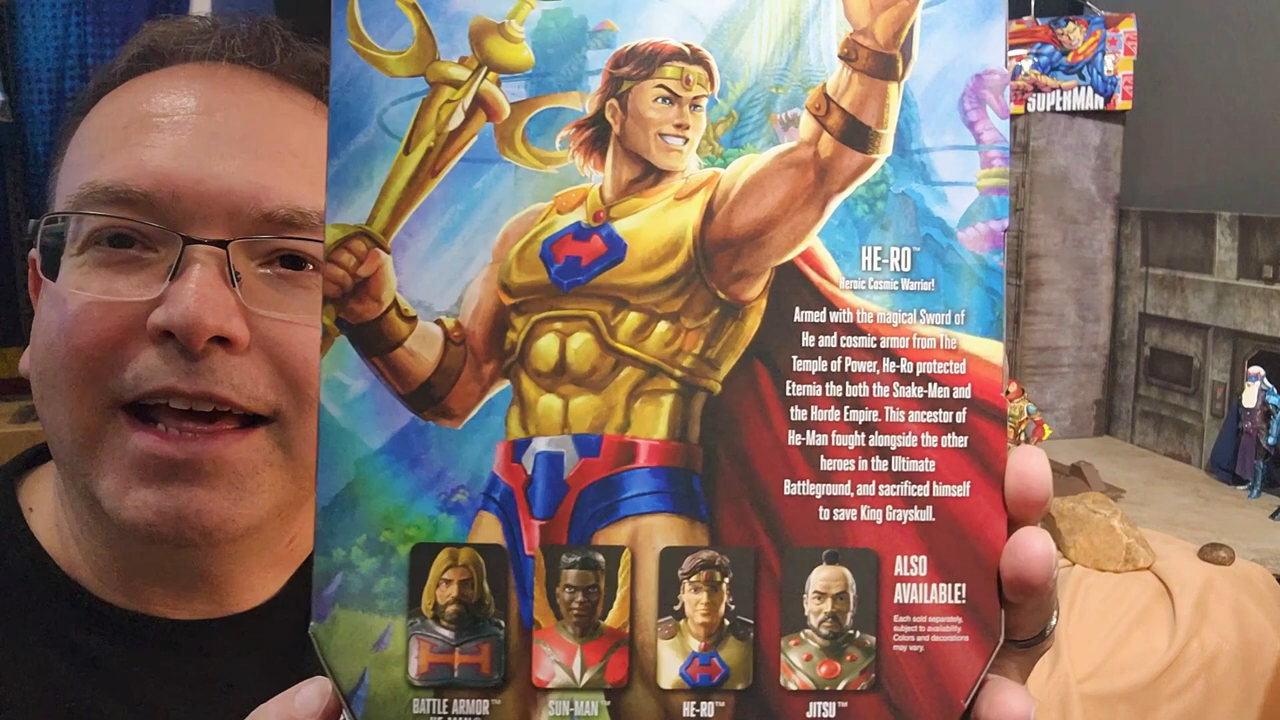 SUPERMAN
HE-RO™
Heroic Cosmic Warrior!
Armed with the magical Sword of
He and cosmic armor from The
Temple of Power, He-Ro protected
Eternia the both the Snake-Men and
the Horde Empire. This ancestor of
He-Man fought alongside the other
heroes in the Ultimate
Battleground, and sacrificed himself
to save King Grayskull.
ALSO
AVAILABLE!
Each sold separately,
subject to availability.
Colors and decorations
may vary.
BATTLE ARMOR™
HE-MAN®
SUN-MAN™
HE-RO™
JITSU™